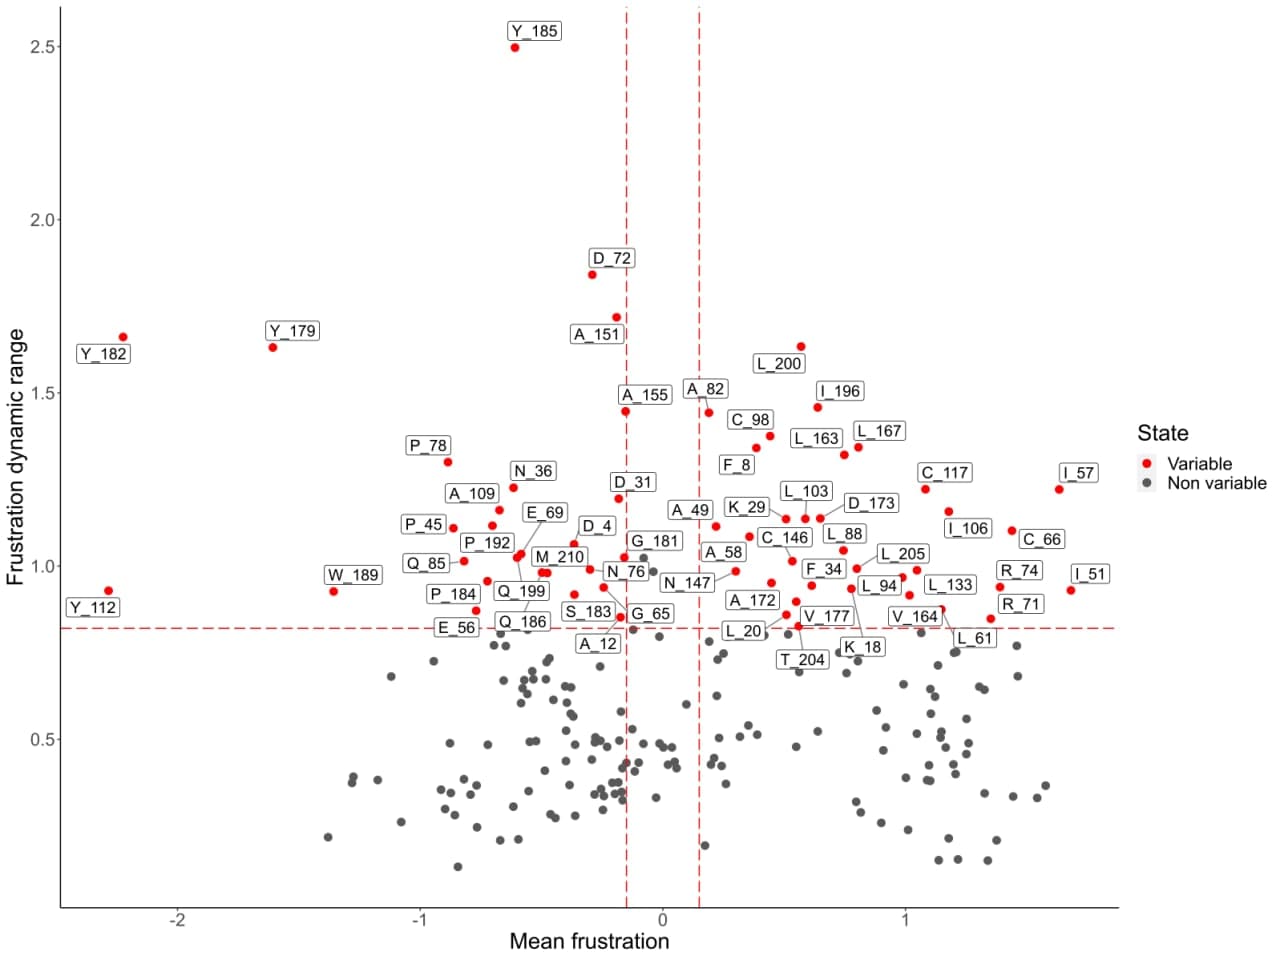 Y_185
2.5
D_72
2.0
A_151
Y_179
Y_182
L_200
1.5
A_155
A_82
I_196
C_98
L_163
L_167
P_78
F_8
N_36
C_117
I_57
A_109
D_31
L_103
P_45
E_69
D_4
A_49
K_29
D_173
I_106
P_192
G_181
C_146
L_88
C_66
Q_85
M_210
A_58
L_205
1.0
W_189
N_76
N_147
F_34
L_94
L_133
R_74
I_51
P_184
Q_199
Y_112
A_172
R_71
E_56
Q_186
S_183
G_65
V_177
V_164
L_20
A_12
K_18
L_61
T_204
0.5
-2
-1
0
1
Mean frustration
Frustration dynamic range
State
Variable
Non variable